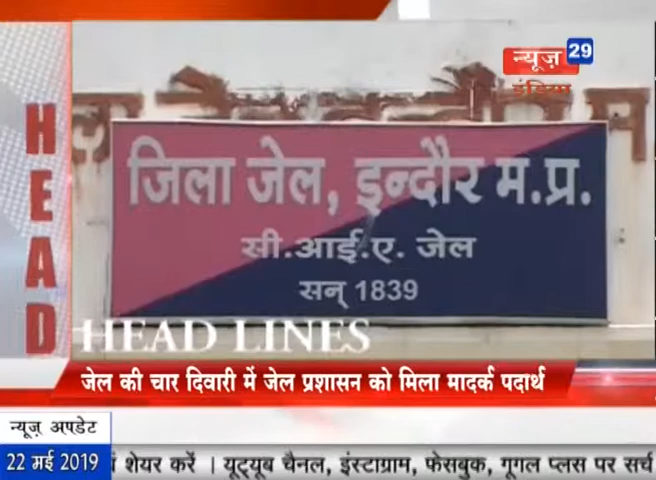 न्यूज़ 29
इंडिया
HEAD
जिला जेल, इन्दौर म.प्र.
सी.आई.ए. जेल
सन् 1839
HEAD LINES
जेल की चार दिवारी में जेल प्रशासन को मिला मादर्क पदार्थ
न्यूज़ अपडेट
22 मई 2019
शेयर करें । यूट्यूब चैनल, इंस्टाग्राम, फेसबुक, गूगल प्लस पर सर्च